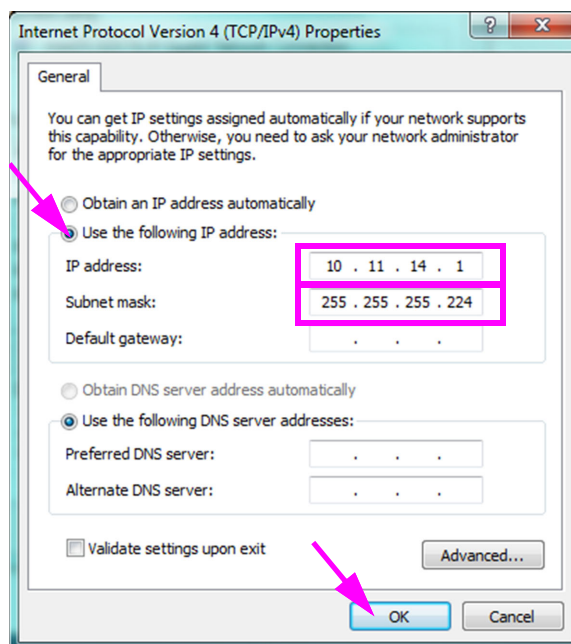 Internet Protocol Version 4 (TCP/IPv4) Properties
?
X
General
You can get IP settings assigned automatically if your network supports
this capability. Otherwise, you need to ask your network administrator
for the appropriate IP settings.
Obtain an IP address automatically
Use the following IP address:
IP address: 10 . 11 . 14 . 1
Subnet mask: 255 . 255 . 255 . 224
Default gateway: . . .
Obtain DNS server address automatically
Use the following DNS server addresses:
Preferred DNS server: . . .
Alternate DNS server: . . .
Validate settings upon exit
Advanced...
OK Cancel